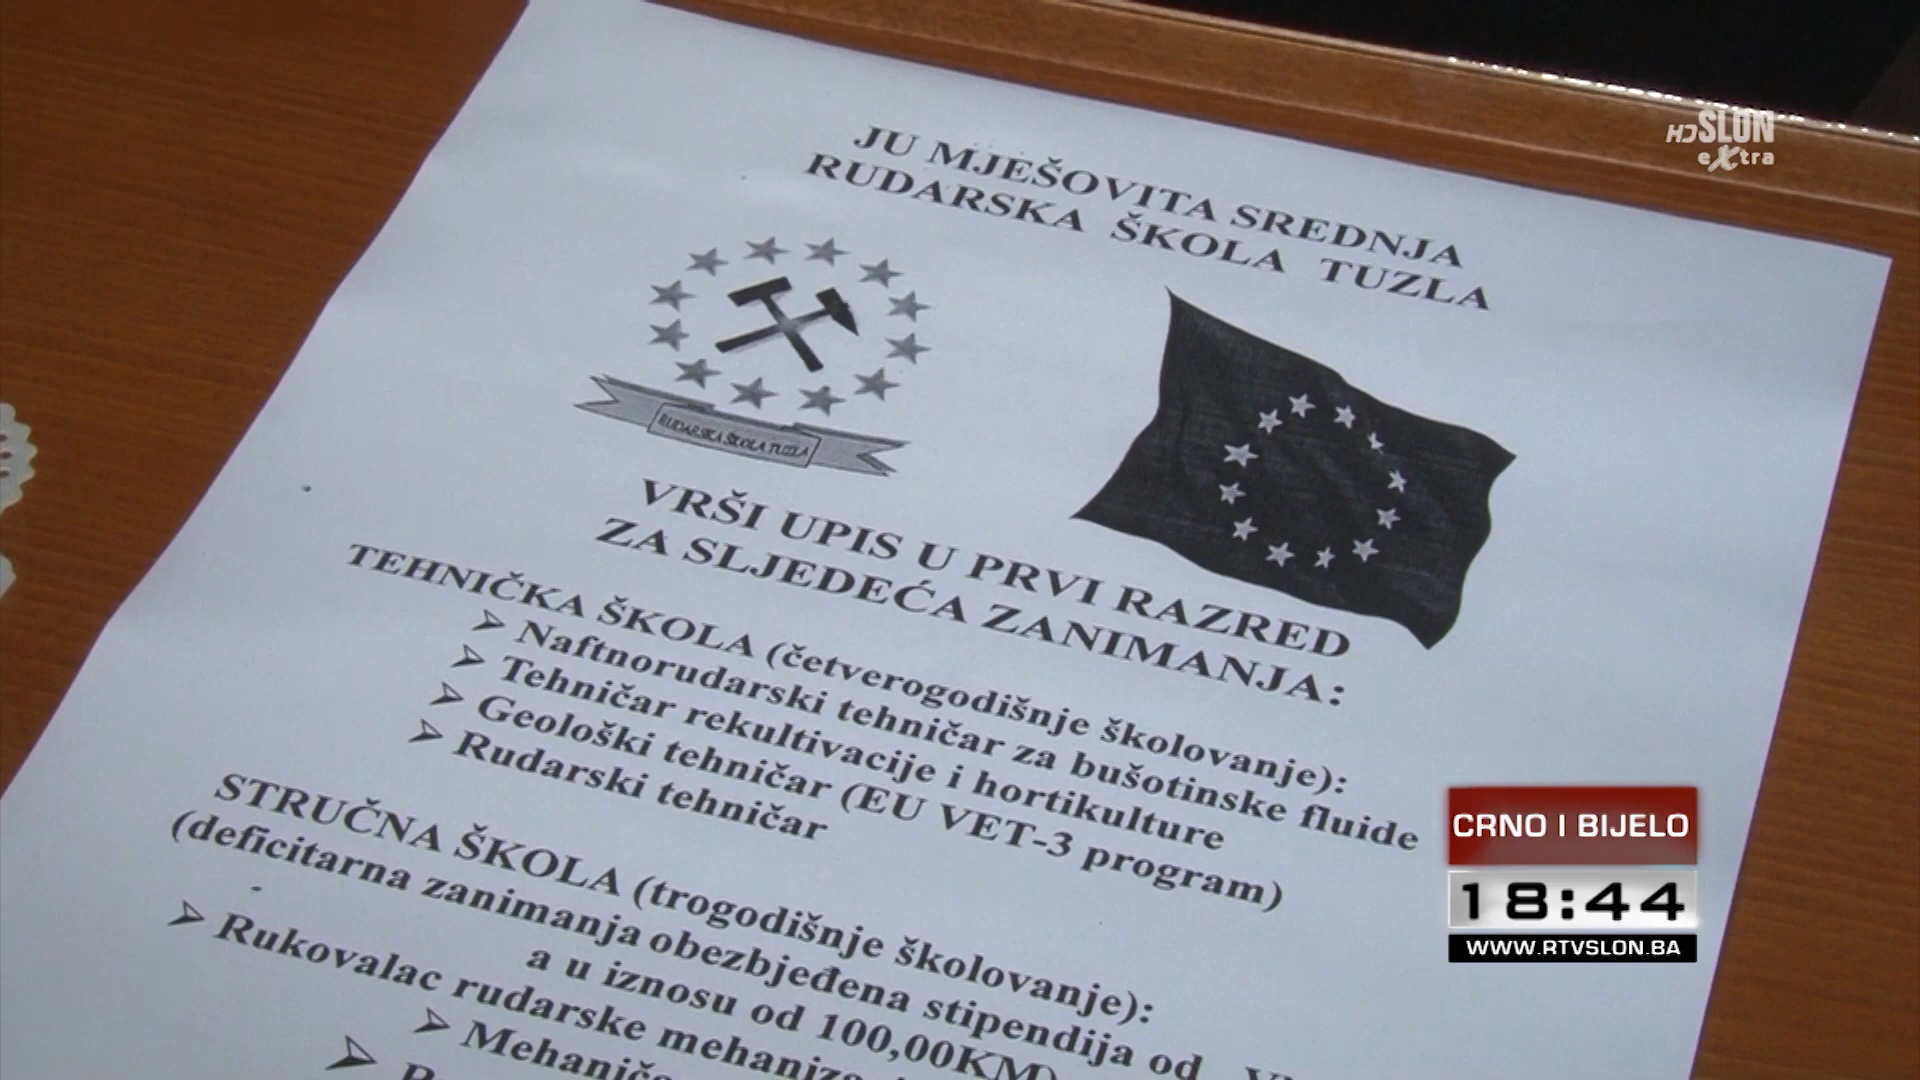 HD SLON
eXtra
JU MJEŠOVITA SREDNJA
RUDARSKA ŠKOLA TUZLA
RUDARSKA ŠKOLA TUZLA
VRŠI UPIS U PRVI RAZRED
ZA SLJEDEĆA ZANIMANJA:
TEHNIČKA ŠKOLA (četverogodišnje školovanje):
➢ Naftnorudarski tehničar za bušotinske fluide
➢ Tehničar rekultivacije i hortikulture
➢ Geološki tehničar (EU VET-3 program)
➢ Rudarski tehničar
STRUČNA ŠKOLA (trogodišnje školovanje):
(deficitarna zanimanja obezbjeđena stipendija od
a u iznosu od 100,00KM)
➢ Rukovalac rudarske
➢
CRNO I BIJELO
18:44
WWW.RTVSLON.BA